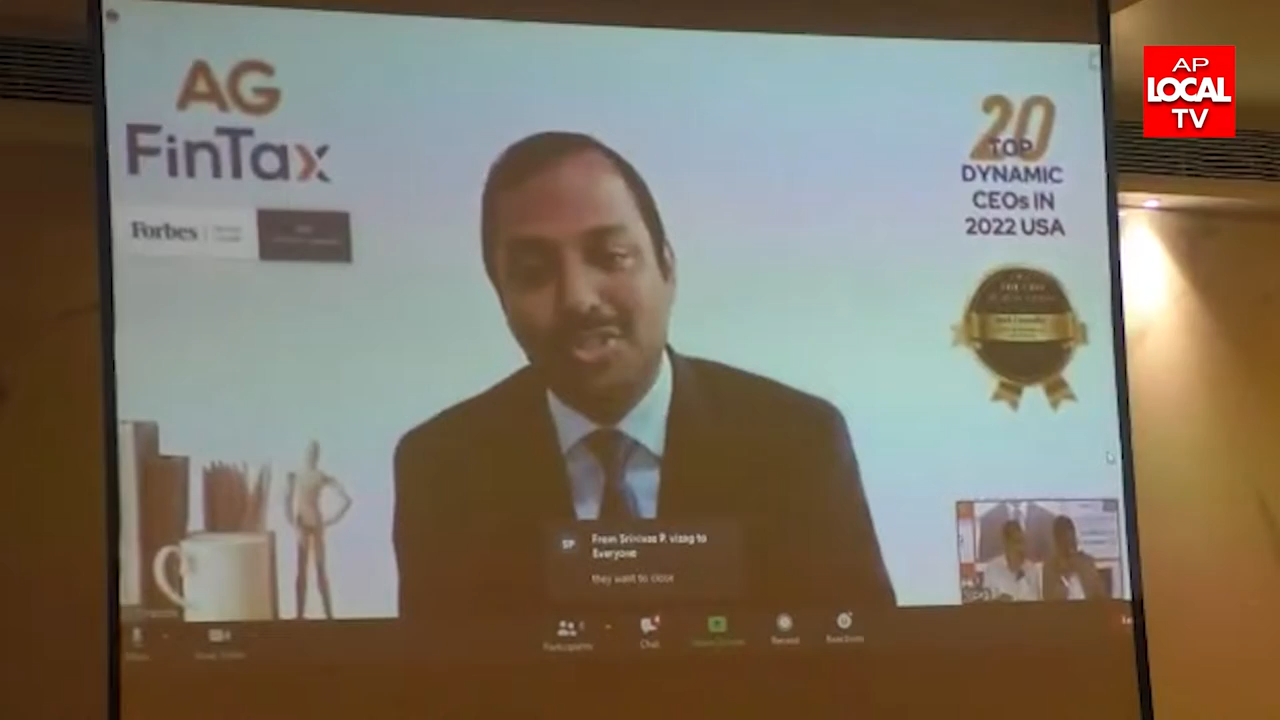 AG
FinTax
Forbes
20
TOP
DYNAMIC
CEOs IN
2022 USA
AP
LOCAL
TV
SP
From Srinivas P. vizag to
Everyone
they want to close
Participants
Chat
Record
Reactions